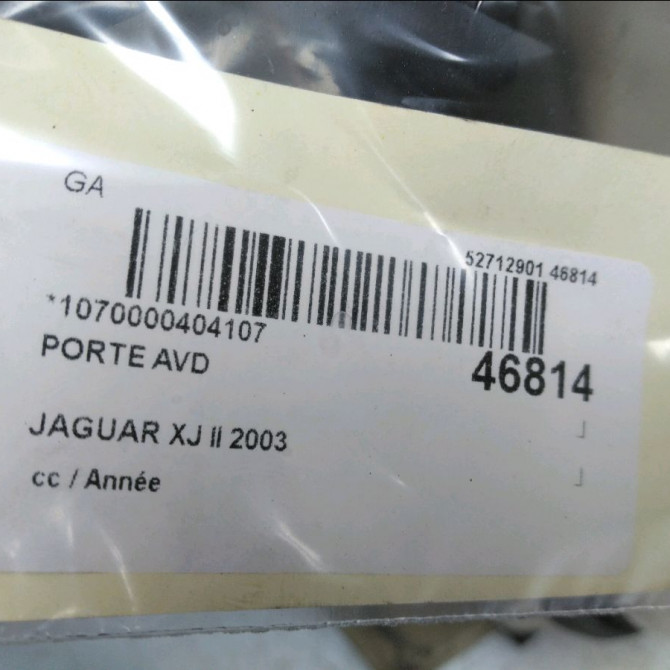 GA
52712901 46814
*1070000404107
PORTE AVD
46814
JAGUAR XJ II 2003
cc / Année